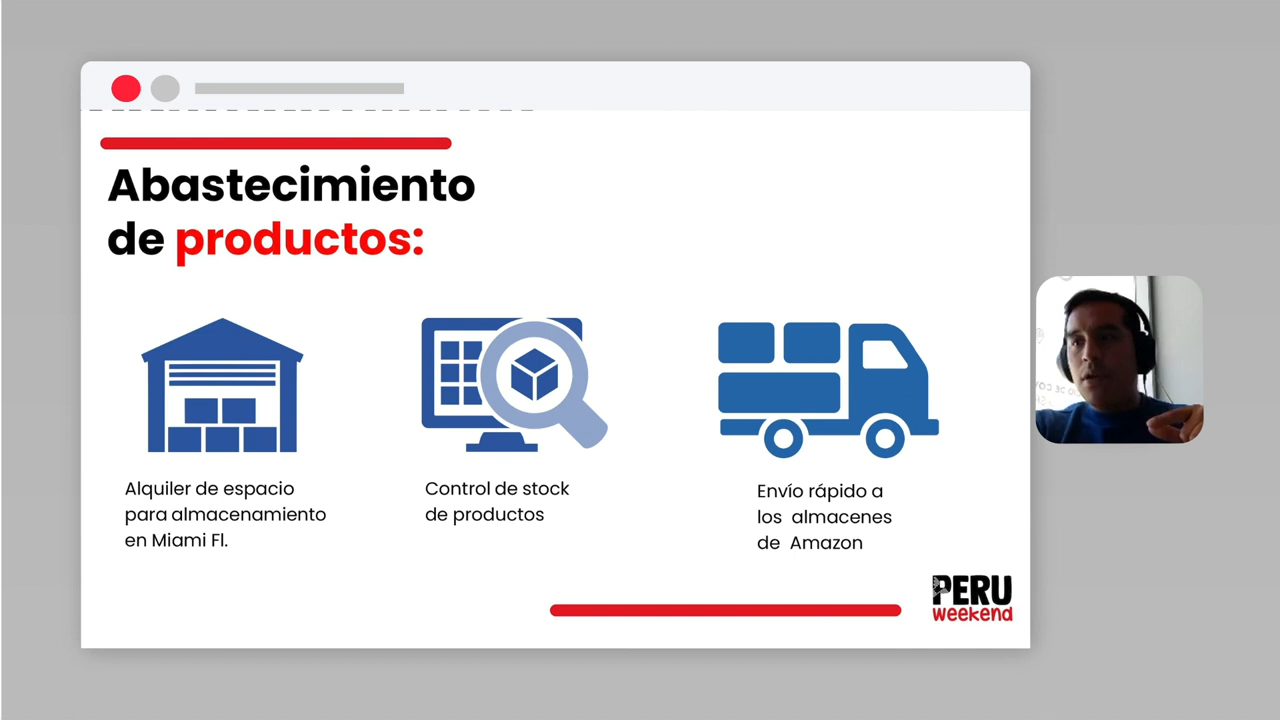 Abastecimiento
de productos:
Alquiler de espacio
para almacenamiento
en Miami Fl.
Control de stock
de productos
Envío rápido a
los almacenes
de Amazon
PERU
weekend